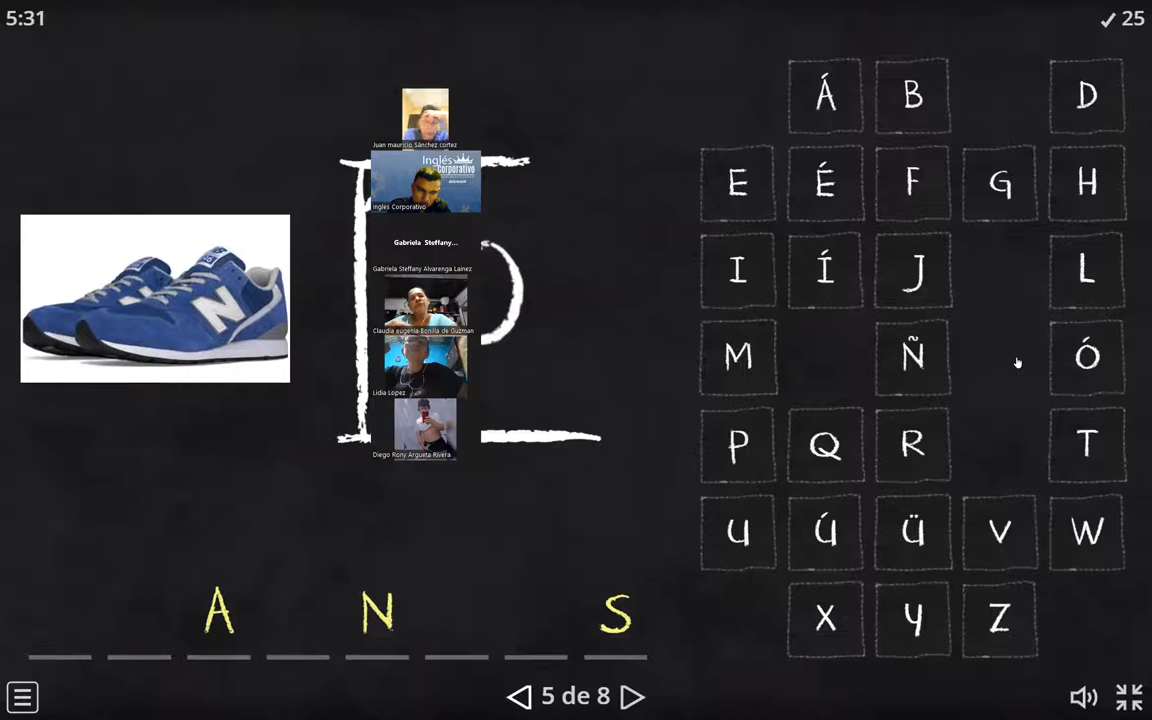 5:31
✓ 25
Juan mauricio Sánchez cortez
Inglés
Corporativo
Ingles Corporativo
Gabriela Steffany...
Gabriela Steffany Alvarenga Lainez
Claudia eugenia Bonilla de Guzman
Lidia Lopez
Diego Rony Argueta Rivera
N
Á B D
E É F G H
I Í J L
M Ñ Ó
P Q R T
U Ú Ü V W
X Y Z
A N S
5 de 8